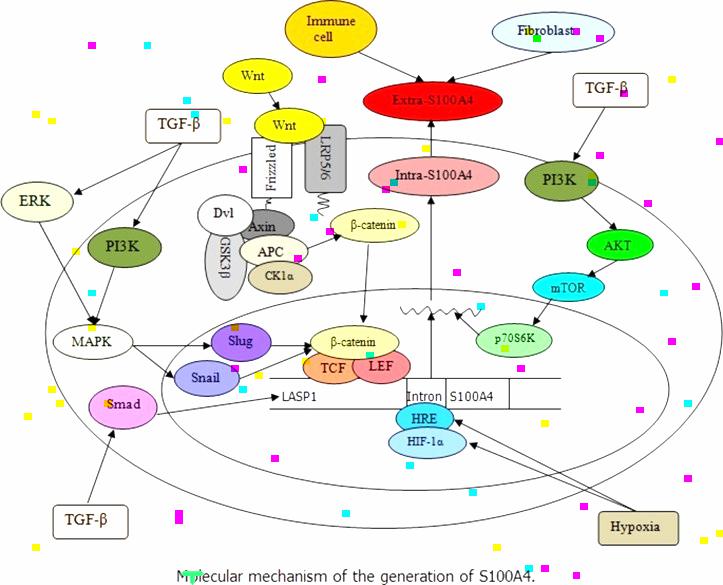 Immune
cell
Fibroblast
Wnt
Extra-S100A4
TGF-β
TGF-β
Wnt
Frizzled
LRP5/6
Intra-S100A4
PI3K
ERK
Dvl
Axin
β-catenin
PI3K
GSK3β
APC
CK1α
AKT
mTOR
MAPK
Slug
β-catenin
p70S6K
TCF
LEF
Snail
LASP1
Intron
S100A4
Smad
HRE
HIF-1α
TGF-β
Hypoxia
Molecular mechanism of the generation of S100A4.